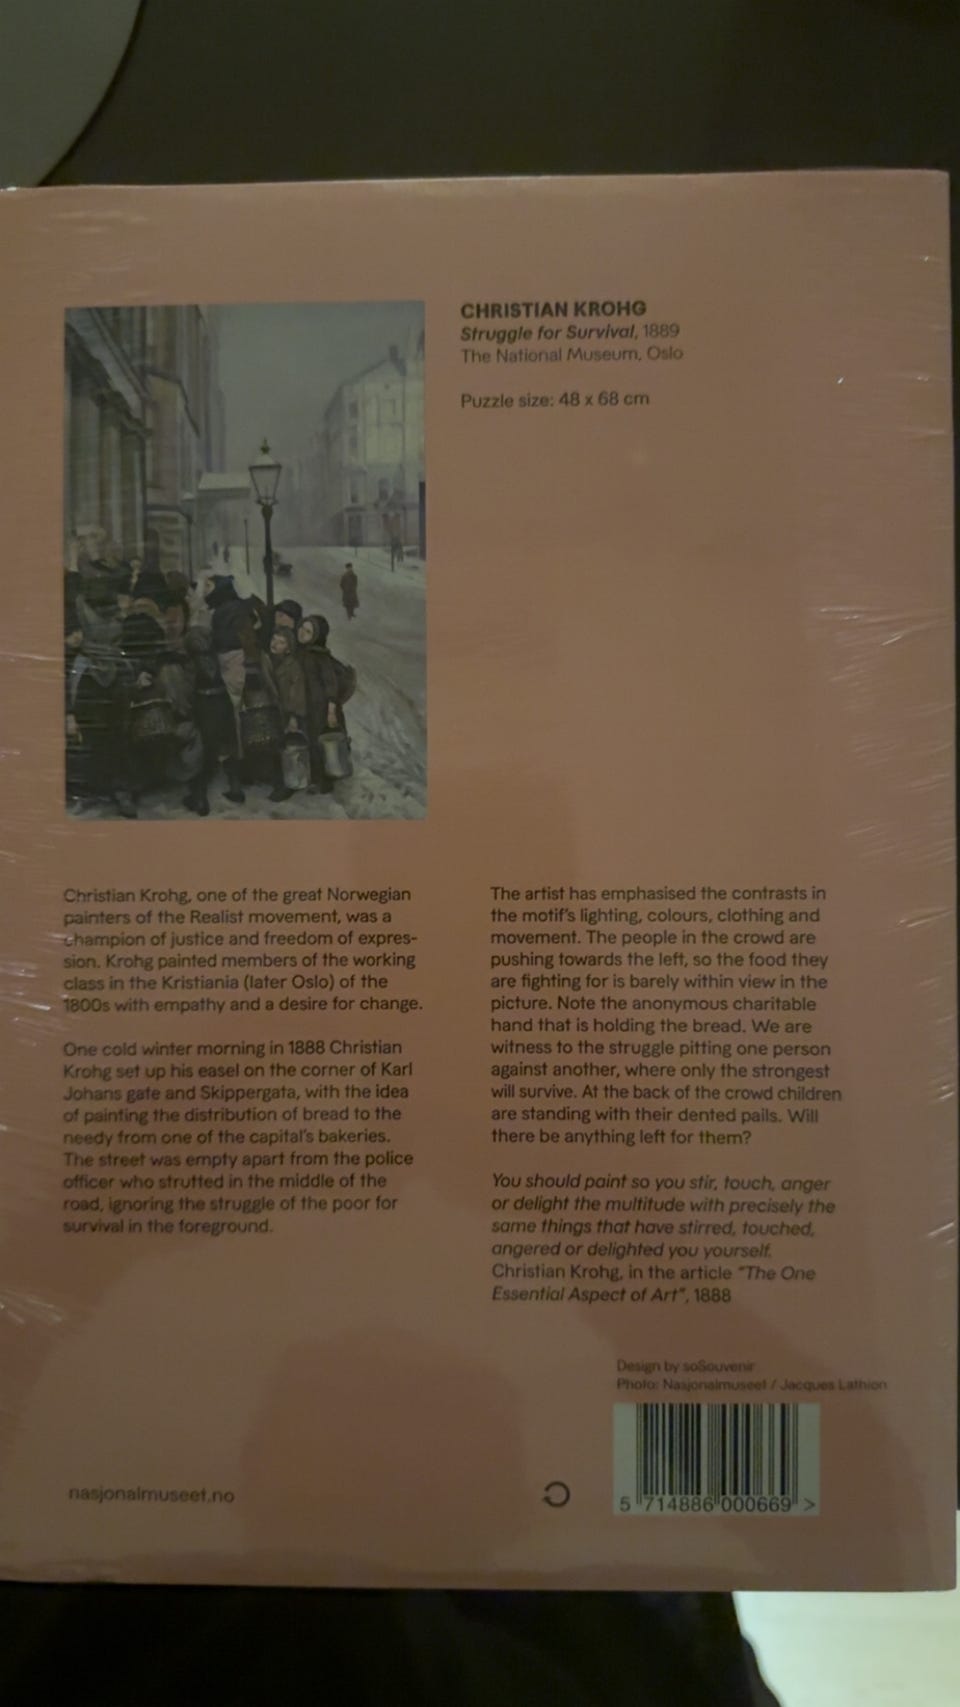 CHRISTIAN KROHG
Struggle for Survival, 1889
The National Museum, Oslo
Puzzle size: 48 x 68 cm
Christian Krohg, one of the great Norwegian
painters of the Realist movement, was a
champion of justice and freedom of expres-
sion. Krohg painted members of the working
class in the Kristiania (later Oslo) of the
1800s with empathy and a desire for change.
One cold winter morning in 1888 Christian
Krohg set up his easel on the corner of Karl
Johans gate and Skippergata, with the idea
of painting the distribution of bread to the
needy from one of the capital's bakeries.
The street was empty apart from the police
officer who strutted in the middle of the
road, ignoring the struggle of the poor for
survival in the foreground.
The artist has emphasised the contrasts in
the motif's lighting, colours, clothing and
movement. The people in the crowd are
pushing towards the left, so the food they
are fighting for is barely within view in the
picture. Note the anonymous charitable
hand that is holding the bread. We are
witness to the struggle pitting one person
against another, where only the strongest
will survive. At the back of the crowd children
are standing with their dented pails. Will
there be anything left for them?
You should paint so you stir, touch, anger
or delight the multitude with precisely the
same things that have stirred, touched,
angered or delighted you yourself.
Christian Krohg, in the article "The One
Essential Aspect of Art", 1888
Design by soSouvenir
Photo: Nasjonalmuseet / Jacques Lathion
nasjonalmuseet.no
5 714886 000669 >